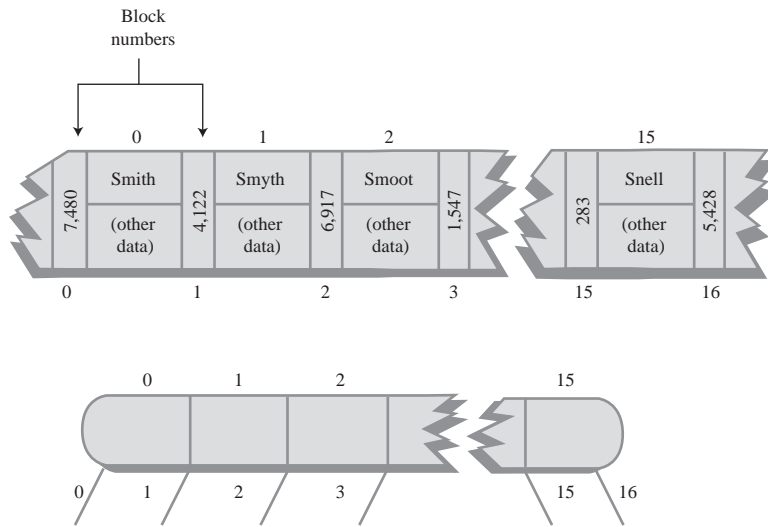 Block
numbers
0 1 2 15
7,480 Smith 4,122 Smyth 6,917 Smoot 1,547 283 Snell 5,428
(other
data) (other
data) (other
data) (other
data)
0 1 2 3 15 16
0 1 2 15
0 1 2 3 15 16